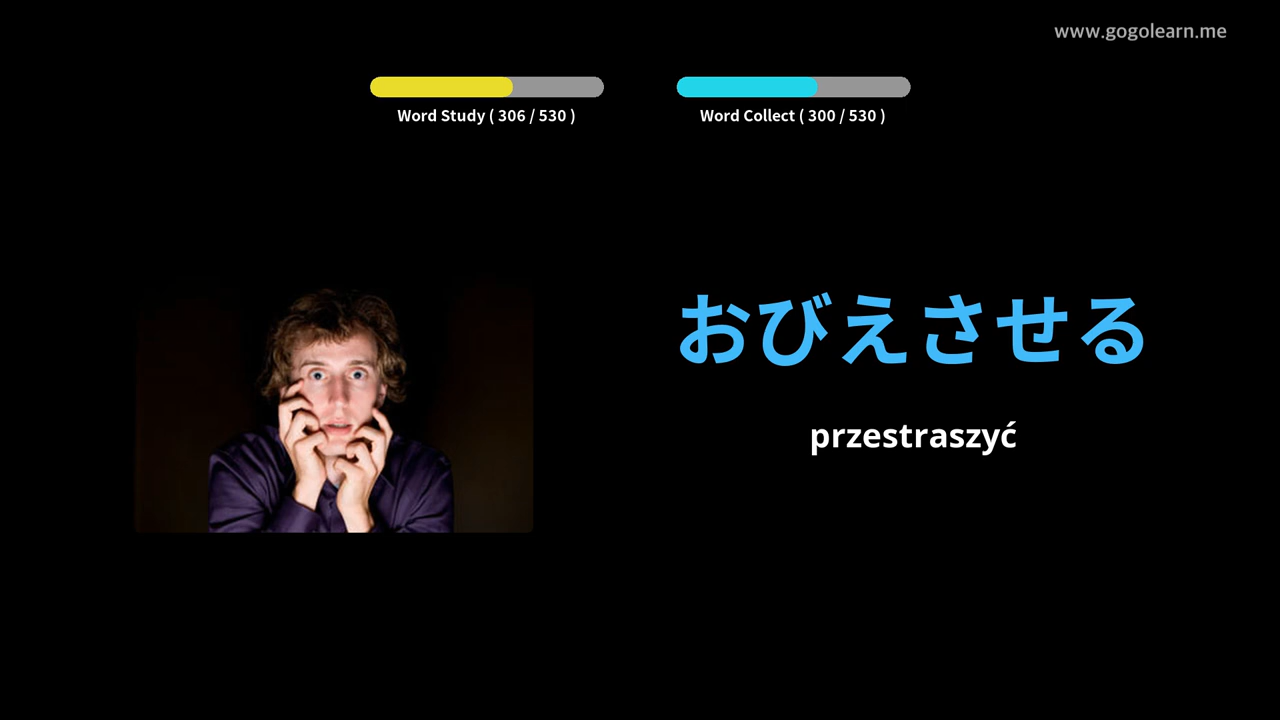 www.gogolearn.me
Word Study ( 306 / 530 )
Word Collect ( 300 / 530 )
おびえさせる
przestraszyć